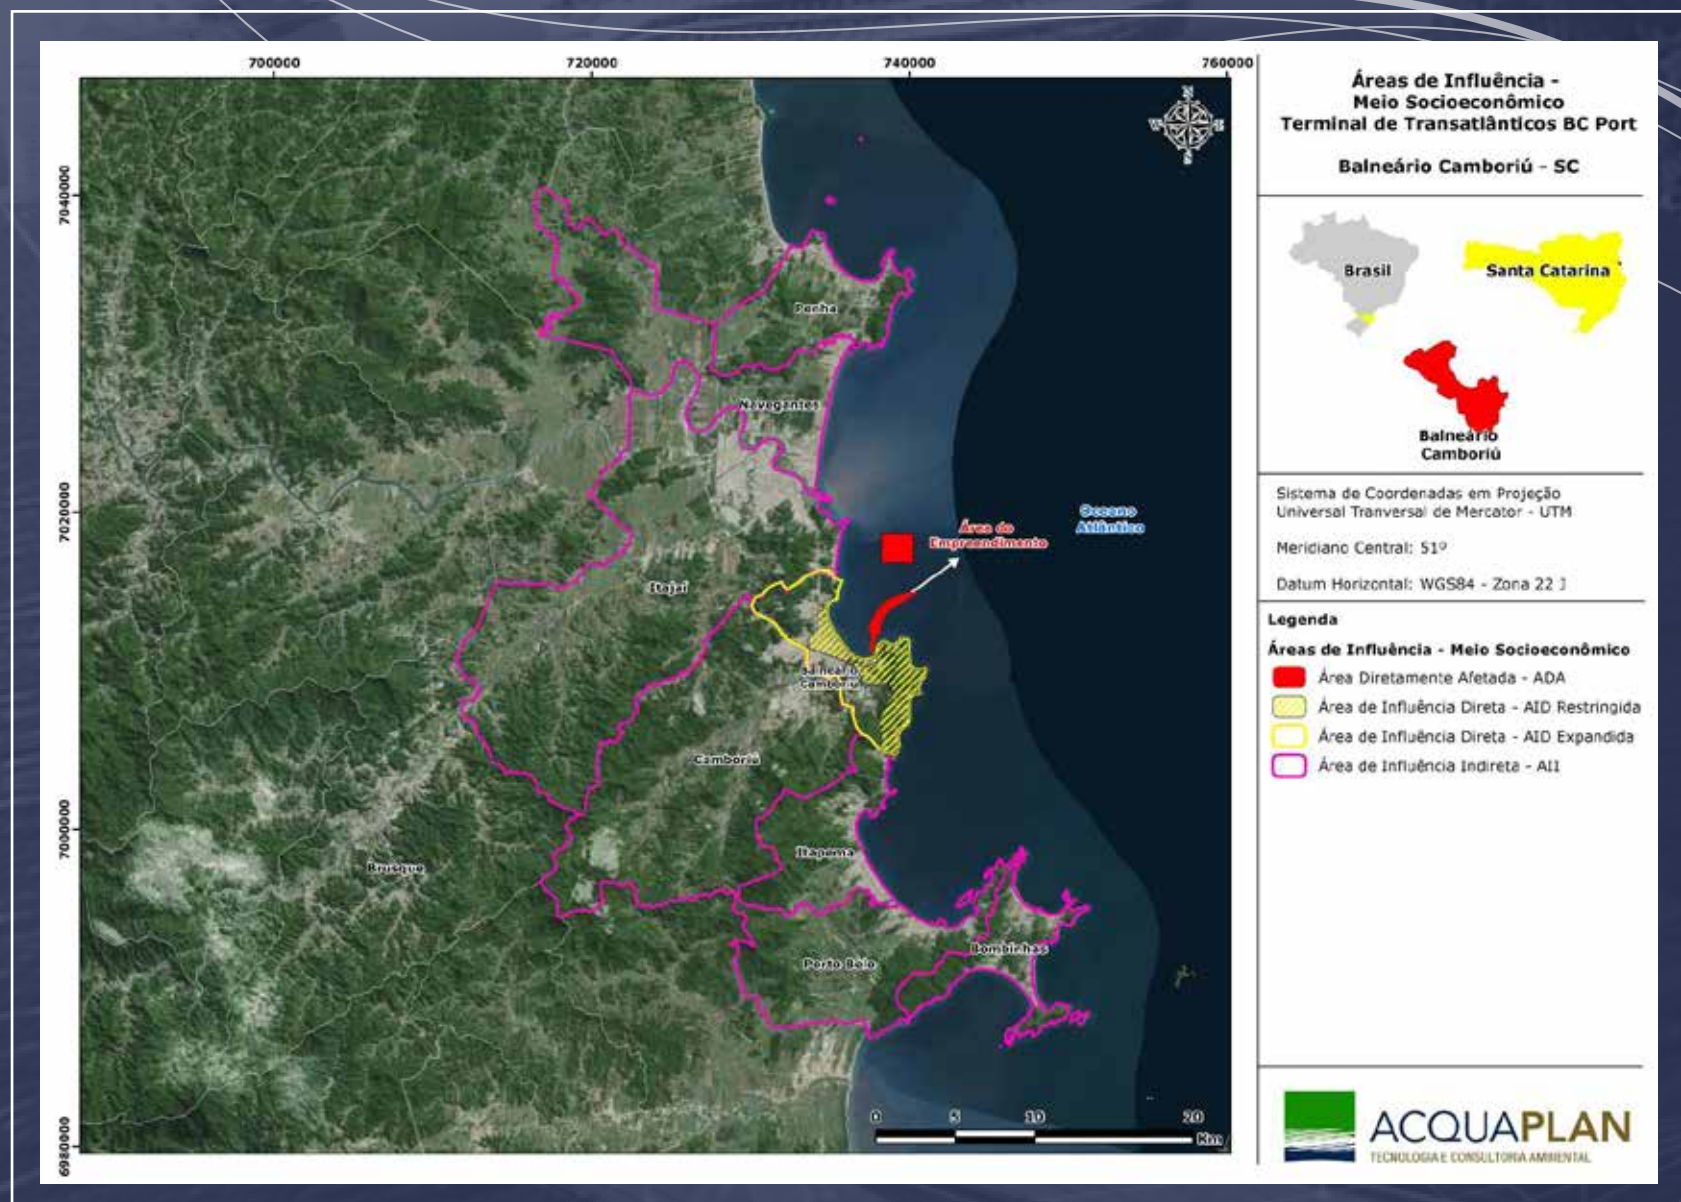 700000
720000
740000
760000
7040000
7020000
7000000
6980000
Penha
Navegantes
Área do
Empreendimento
Oceano
Atlântico
Itajaí
Balneário
Camboriú
Camboriú
Itapema
Brusque
Bombinhas
Porto Belo
0 5 10 20
Km
Áreas de Influência -
Meio Socioeconômico
Terminal de Transatlânticos BC Port
Balneário Camboriú - SC
Brasil
Santa Catarina
Balneário
Camboriú
Sistema de Coordenadas em Projeção
Universal Tranversal de Mercator - UTM
Meridiano Central: 51º
Datum Horizontal: WGS84 - Zona 22 J
Legenda
Áreas de Influência - Meio Socioeconômico
Área Diretamente Afetada - ADA
Área de Influência Direta - AID Restringida
Área de Influência Direta - AID Expandida
Área de Influência Indireta - AII
ACQUAPLAN
TECNOLOGIA E CONSULTORIA AMBIENTAL